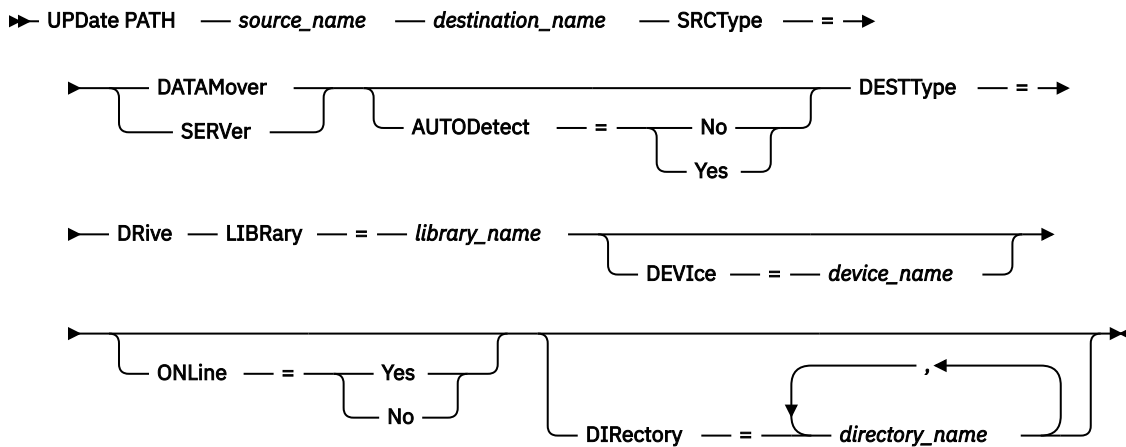 UPDate PATH source_name destination_name SRCType =
DATAMover DESTType =
SERVer AUTODetect = No
Yes
DRive LIBRary = library_name
DEVIce = device_name
ONLine = Yes ,
No
DIRectory = directory_name